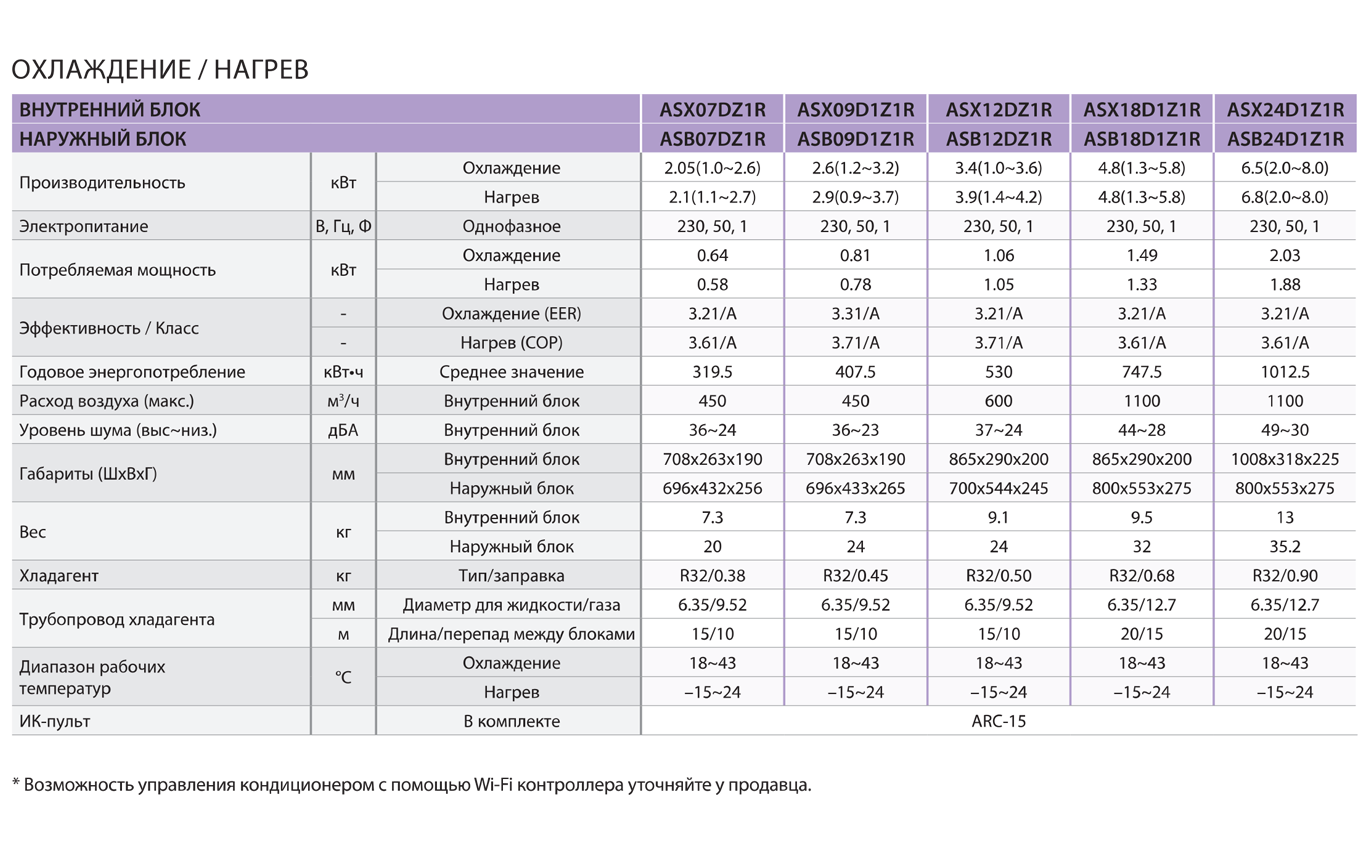 ОХЛАЖДЕНИЕ / НАГРЕВ
ВНУТРЕННИЙ БЛОК ASX07DZ1R ASX09D1Z1R ASX12DZ1R ASX18D1Z1R ASX24D1Z1R
НАРУЖНЫЙ БЛОК ASB07DZ1R ASB09D1Z1R ASB12DZ1R ASB18D1Z1R ASB24D1Z1R
Производительность кВт Охлаждение 2.05(1.0~2.6) 2.6(1.2~3.2) 3.4(1.0~3.6) 4.8(1.3~5.8) 6.5(2.0~8.0)
Нагрев 2.1(1.1~2.7) 2.9(0.9~3.7) 3.9(1.4~4.2) 4.8(1.3~5.8) 6.8(2.0~8.0)
Электропитание В, Гц, Ф Однофазное 230, 50, 1 230, 50, 1 230, 50, 1 230, 50, 1 230, 50, 1
Потребляемая мощность кВт Охлаждение 0.64 0.81 1.06 1.49 2.03
Нагрев 0.58 0.78 1.05 1.33 1.88
Эффективность / Класс - Охлаждение (EER) 3.21/A 3.31/A 3.21/A 3.21/A 3.21/A
- Нагрев (COP) 3.61/A 3.71/A 3.71/A 3.61/A 3.61/A
Годовое энергопотребление кВт•ч Среднее значение 319.5 407.5 530 747.5 1012.5
Расход воздуха (макс.) м³/ч Внутренний блок 450 450 600 1100 1100
Уровень шума (выс~низ.) дБА Внутренний блок 36~24 36~23 37~24 44~28 49~30
Габариты (ШхВхГ) мм Внутренний блок 708x263x190 708x263x190 865x290x200 865x290x200 1008x318x225
Наружный блок 696x432x256 696x433x265 700x544x245 800x553x275 800x553x275
Вес кг Внутренний блок 7.3 7.3 9.1 9.5 13
Наружный блок 20 24 24 32 35.2
Хладагент кг Тип/заправка R32/0.38 R32/0.45 R32/0.50 R32/0.68 R32/0.90
Трубопровод хладагента мм Диаметр для жидкости/газа 6.35/9.52 6.35/9.52 6.35/9.52 6.35/12.7 6.35/12.7
м Длина/перепад между блоками 15/10 15/10 15/10 20/15 20/15
Диапазон рабочих температур °C Охлаждение 18~43 18~43 18~43 18~43 18~43
Нагрев –15~24 –15~24 –15~24 –15~24 –15~24
ИК-пульт В комплекте ARC-15
* Возможность управления кондиционером с помощью Wi-Fi контроллера уточняйте у продавца.